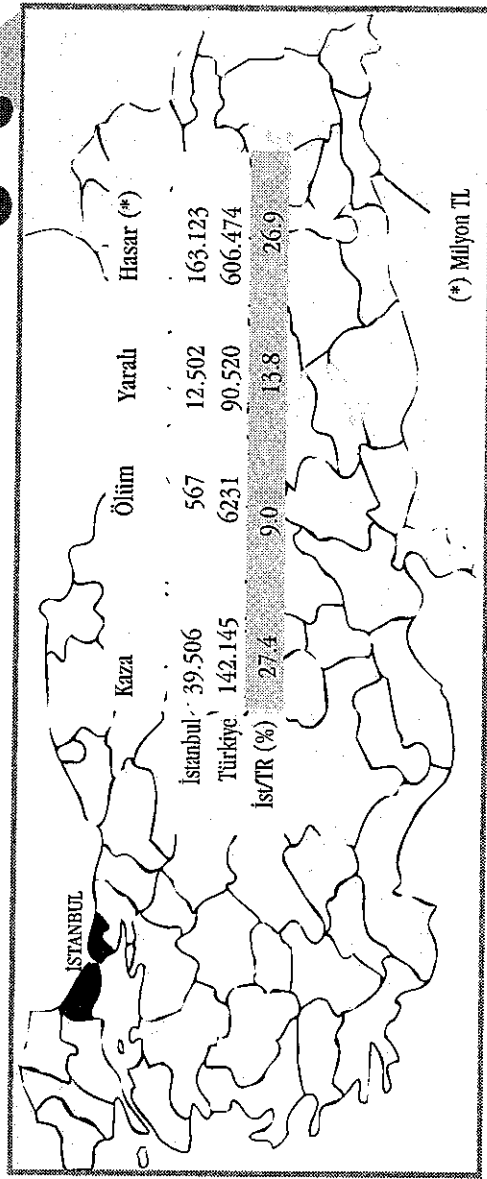 İSTANBUL
Kaza Ölüm Yaralı Hasar (*)
İstanbul 39.506 567 12.502 163.123
Türkiye 142.145 6231 90.520 606.474
İst/TR (%) 27.4 9.0 13.8 26.9
(*) Milyon TL